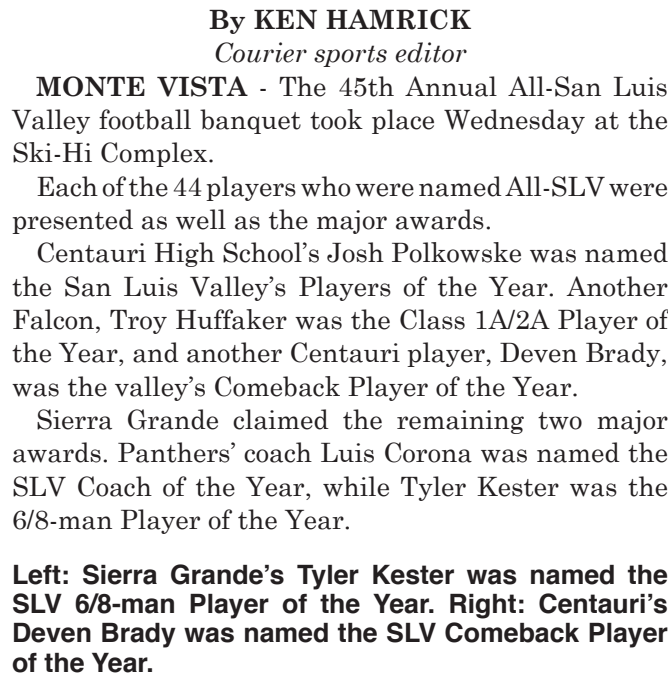 By KEN HAMRICK
Courier sports editor
MONTE VISTA - The 45th Annual All-San Luis
Valley football banquet took place Wednesday at the
Ski-Hi Complex.
Each of the 44 players who were named All-SLV were
presented as well as the major awards.
Centauri High School's Josh Polkowske was named
the San Luis Valley's Players of the Year. Another
Falcon, Troy Huffaker was the Class 1A/2A Player of
the Year, and another Centauri player, Deven Brady,
was the valley's Comeback Player of the Year.
Sierra Grande claimed the remaining two major
awards. Panthers' coach Luis Corona was named the
SLV Coach of the Year, while Tyler Kester was the
6/8-man Player of the Year.
Left: Sierra Grande's Tyler Kester was named the
SLV 6/8-man Player of the Year. Right: Centauri's
Deven Brady was named the SLV Comeback Player
of the Year.